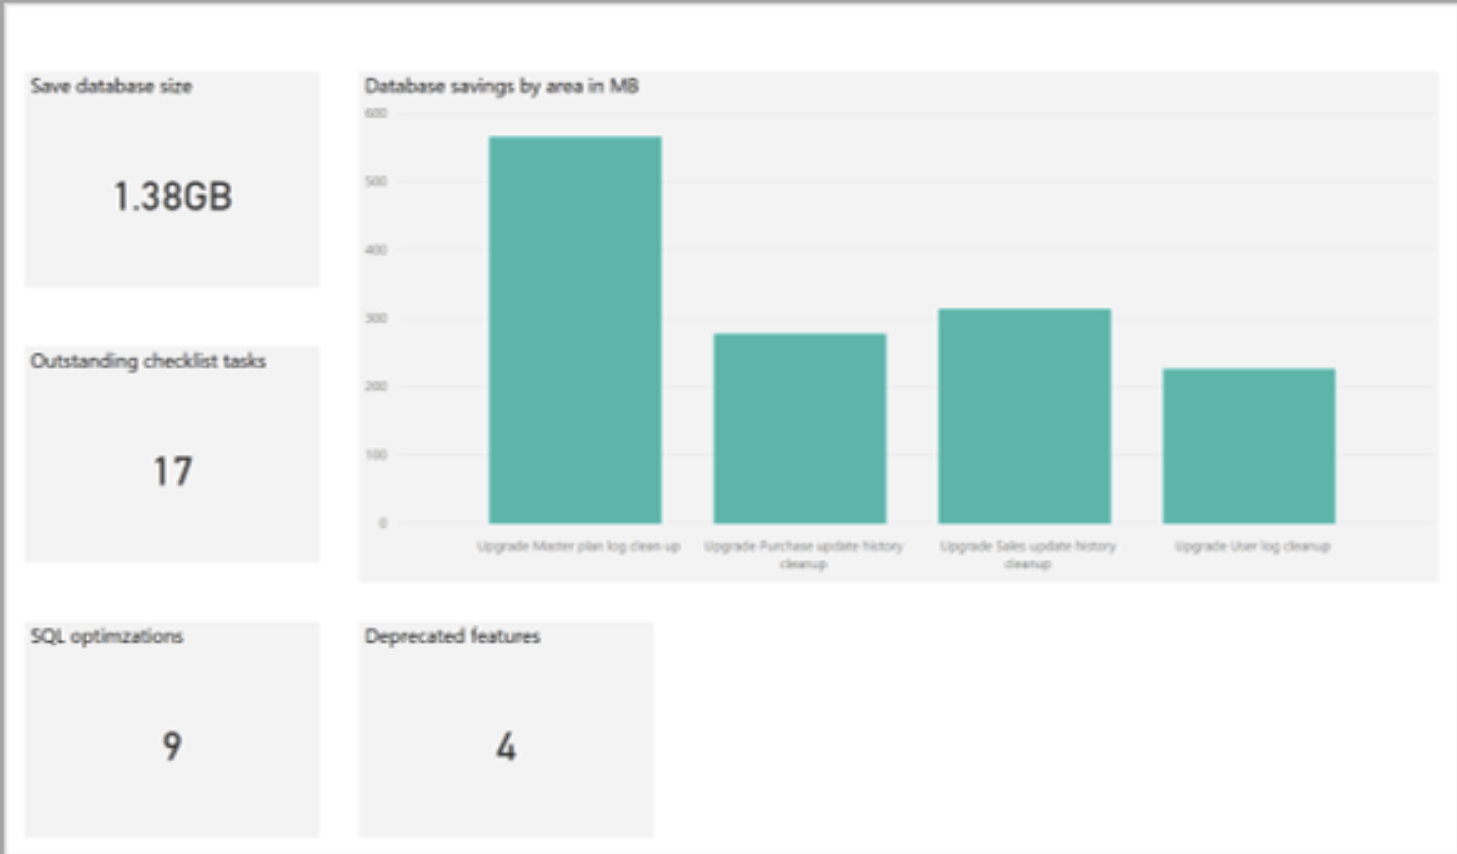 Save database size
1.38GB
Database savings by area in MB
600
500
400
300
200
100
0
Upgrade Master plan log clean up
Upgrade Purchase update history
cleanup
Upgrade Sales update history
cleanup
Upgrade User log cleanup
Outstanding checklist tasks
17
SQL optimzations
9
Deprecated features
4